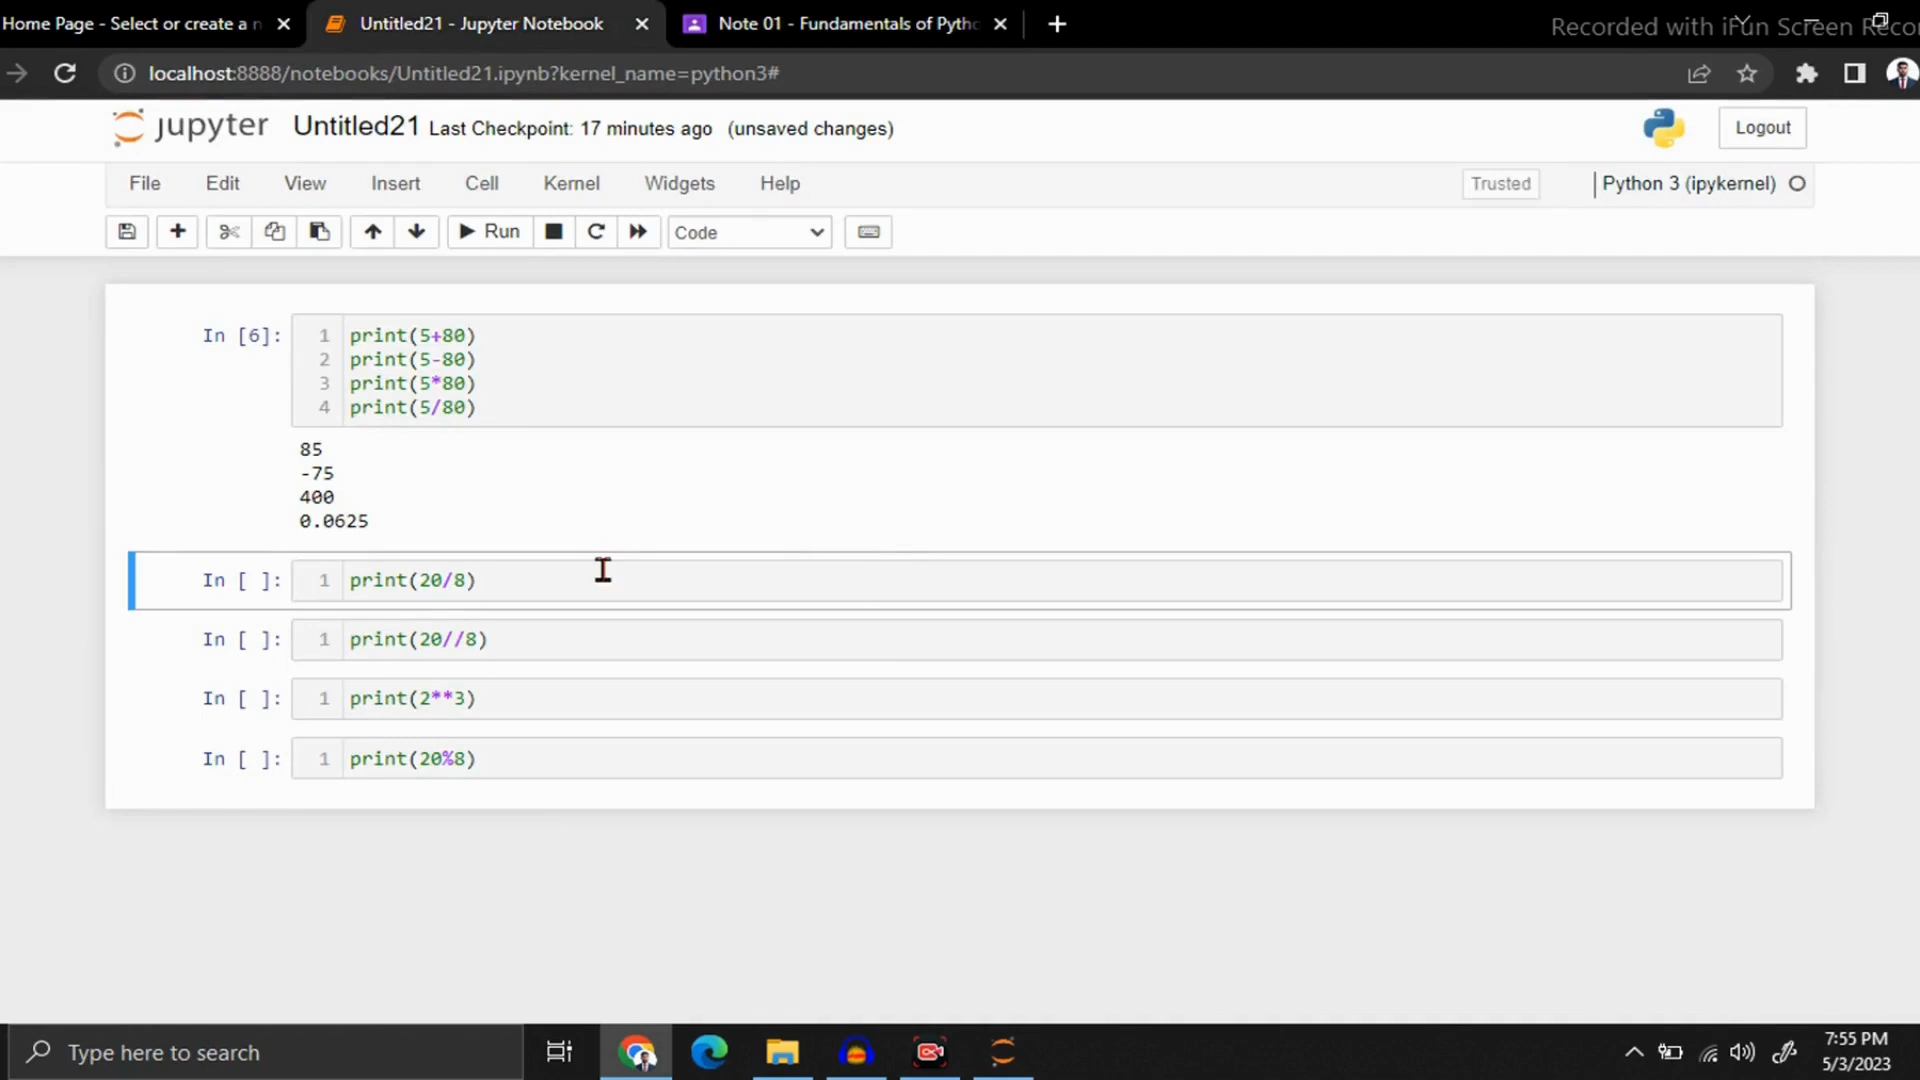 Home Page - Select or create a n
Untitled21 - Jupyter Notebook
Note 01 - Fundamentals of Pytho
Recorded with iFun Screen Reco
localhost:8888/notebooks/Untitled21.ipynb?kernel_name=python3#
jupyter Untitled21 Last Checkpoint: 17 minutes ago (unsaved changes)
Logout
File Edit View Insert Cell Kernel Widgets Help
Trusted
Python 3 (ipykernel)
Run
Code
In [6]:
1 print(5+80)
2 print(5-80)
3 print(5*80)
4 print(5/80)
85
-75
400
0.0625
In [ ]: 1 print(20/8)
In [ ]: 1 print(20//8)
In [ ]: 1 print(2**3)
In [ ]: 1 print(20%8)
Type here to search
7:55 PM
5/3/2023